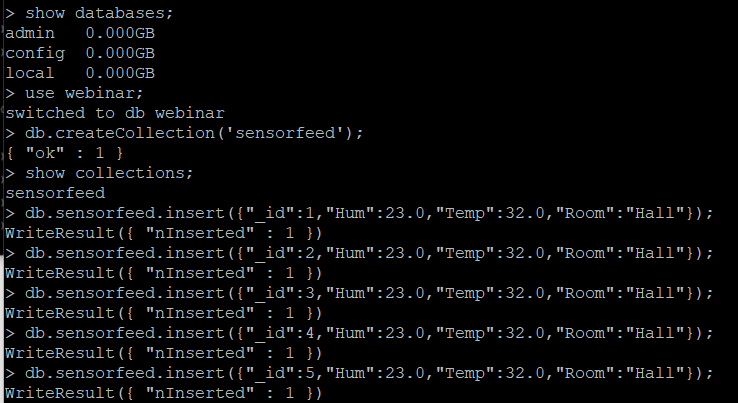 > show databases;
admin   0.000GB
config  0.000GB
local   0.000GB
> use webinar;
switched to db webinar
> db.createCollection('sensorfeed');
{ "ok" : 1 }
> show collections;
sensorfeed
> db.sensorfeed.insert({"_id":1,"Hum":23.0,"Temp":32.0,"Room":"Hall"});
WriteResult({ "nInserted" : 1 })
> db.sensorfeed.insert({"_id":2,"Hum":23.0,"Temp":32.0,"Room":"Hall"});
WriteResult({ "nInserted" : 1 })
> db.sensorfeed.insert({"_id":3,"Hum":23.0,"Temp":32.0,"Room":"Hall"});
WriteResult({ "nInserted" : 1 })
> db.sensorfeed.insert({"_id":4,"Hum":23.0,"Temp":32.0,"Room":"Hall"});
WriteResult({ "nInserted" : 1 })
> db.sensorfeed.insert({"_id":5,"Hum":23.0,"Temp":32.0,"Room":"Hall"});
WriteResult({ "nInserted" : 1 })